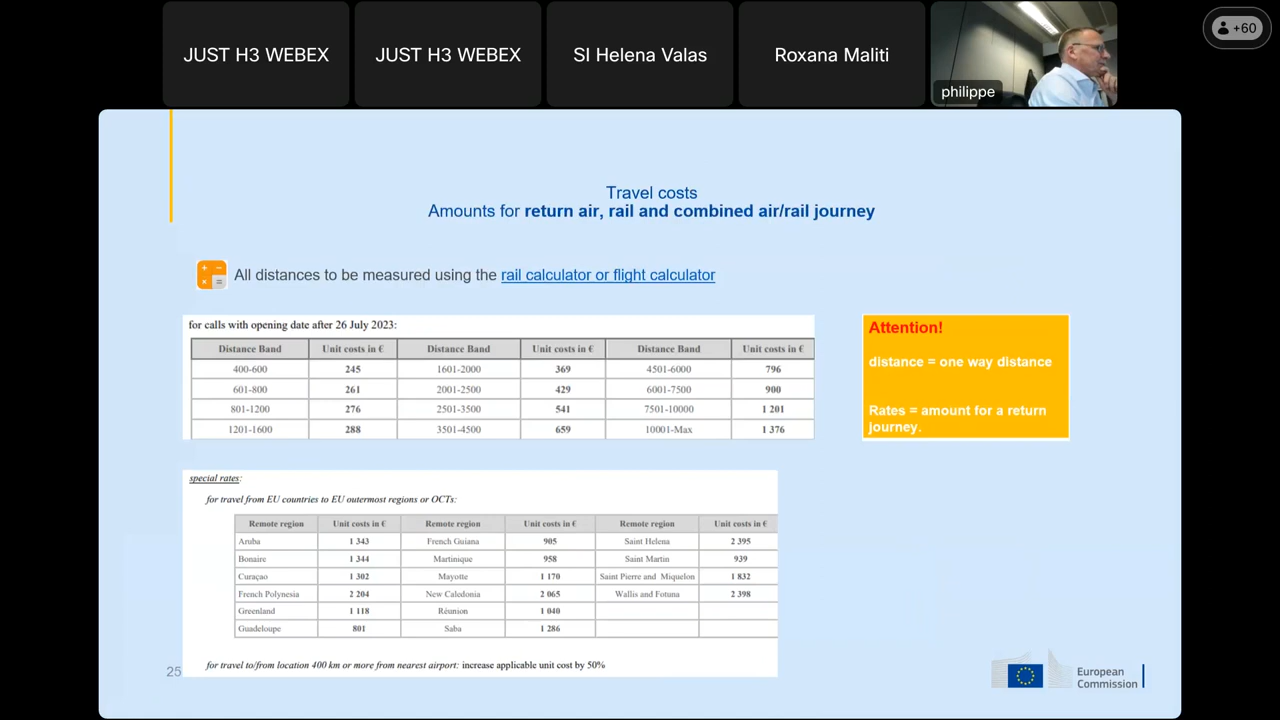 JUST H3 WEBEX
JUST H3 WEBEX
SI Helena Valas
Roxana Maliti
philippe
+60
Travel costs
Amounts for return air, rail and combined air/rail journey
All distances to be measured using the rail calculator or flight calculator
for calls with opening date after 26 July 2023:
Distance Band Unit costs in € Distance Band Unit costs in € Distance Band Unit costs in €
400-600 245 1601-2000 369 4501-6000 796
601-800 261 2001-2500 429 6001-7500 900
801-1200 276 2501-3500 541 7501-10000 1 201
1201-1600 288 3501-4500 659 10001-Max 1 376
Attention!
distance = one way distance
Rates = amount for a return
journey.
special rates:
for travel from EU countries to EU outermost regions or OCTs:
Remote region Unit costs in € Remote region Unit costs in € Remote region Unit costs in €
Aruba 1 343 French Guiana 905 Saint Helena 2 395
Bonaire 1 344 Martinique 958 Saint Martin 939
Curaçao 1 302 Mayotte 1 170 Saint Pierre and Miquelon 1 832
French Polynesia 2 204 New Caledonia 2 065 Wallis and Fotuna 2 398
Greenland 1 118 Réunion 1 040
Guadeloupe 801 Saba 1 286
for travel to/from location 400 km or more from nearest airport: increase applicable unit cost by 50%
25
European
Commission